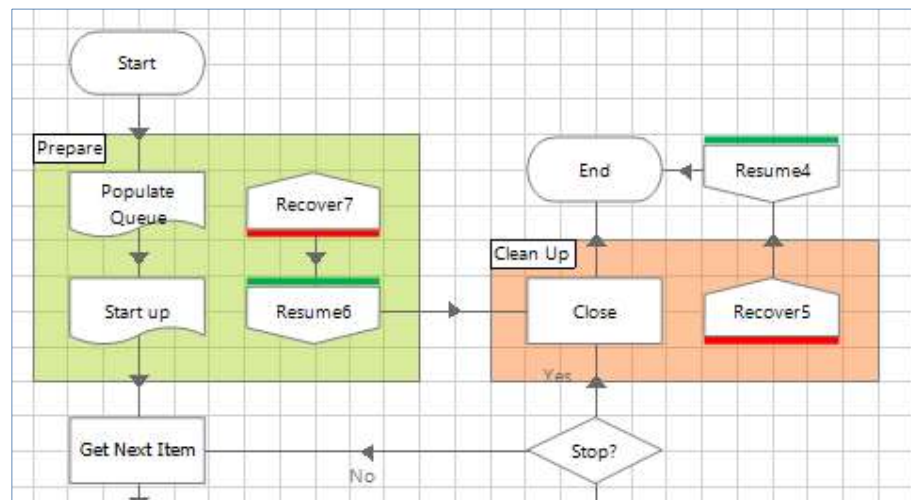 Start
Prepare
Populate
Queue
Recover7
Start up
Resume6
End
Resume4
Clean Up
Close
Recover5
Yes
Get Next Item
No
Stop?